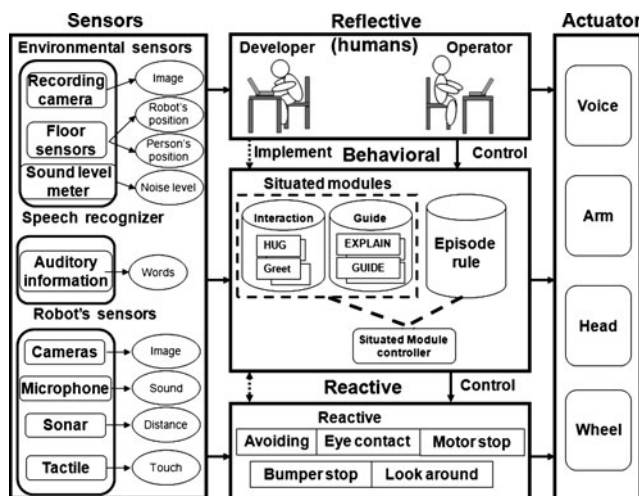 Sensors
Environmental sensors
Recording
camera
Image
Floor
sensors
Robot's
position
Person's
position
Sound level
meter
Noise level
Speech recognizer
Auditory
information
Words
Robot's sensors
Cameras
Image
Microphone
Sound
Sonar
Distance
Tactile
Touch
Reflective
(humans)
Developer
Operator
Implement
Behavioral
Control
Situated modules
Interaction
HUG
Greet
Guide
EXPLAIN
GUIDE
Episode
rule
Situated Module
controller
Reactive
Control
Reactive
Avoiding
Eye contact
Motor stop
Bumper stop
Look around
Actuator
Voice
Arm
Head
Wheel